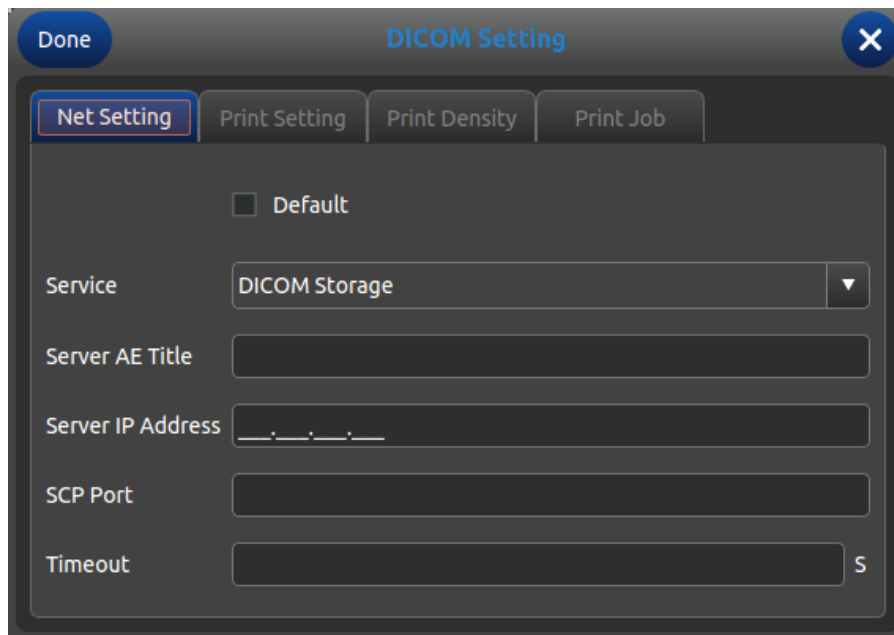 Done
DICOM Setting
Net Setting
Print Setting
Print Density
Print Job
Default
Service
DICOM Storage
Server AE Title
Server IP Address
___.___.___.___
SCP Port
Timeout
S